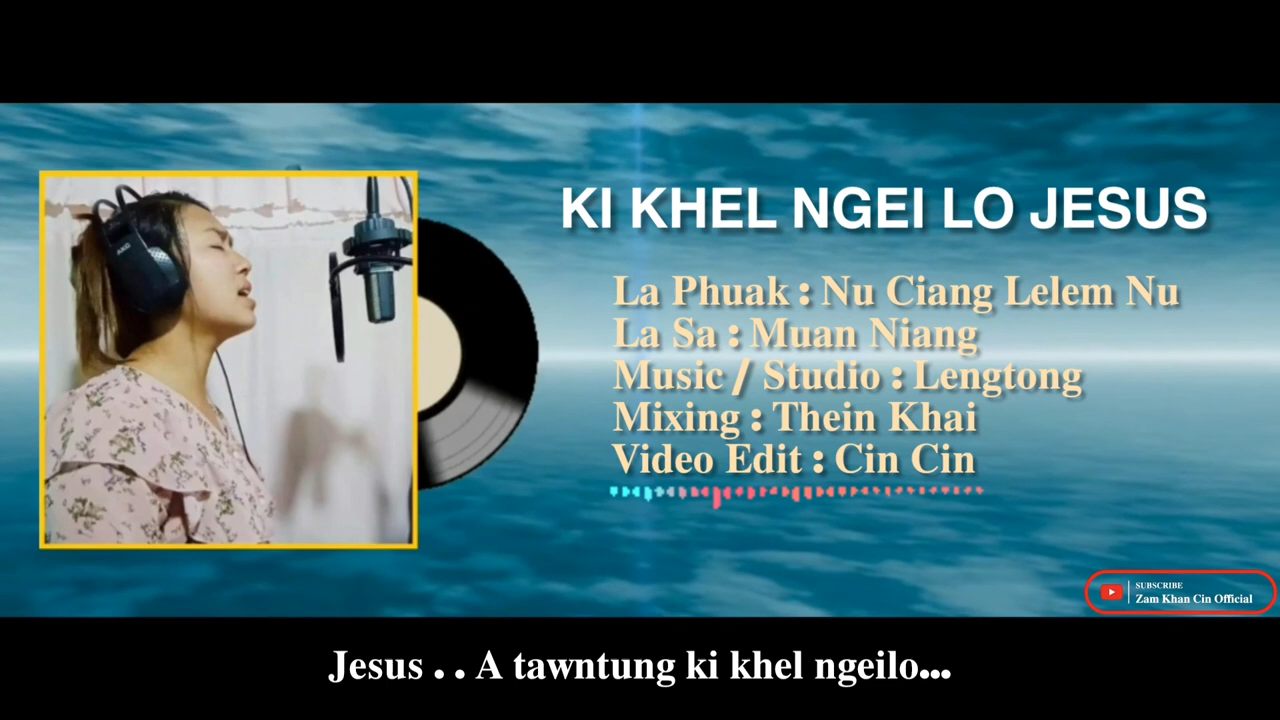 KI KHEL NGEI LO JESUS
La Phuak : Nu Ciang Lelem Nu
La Sa : Muan Niang
Music / Studio : Lengtong
Mixing : Thein Khai
Video Edit : Cin Cin
AKG
SUBSCRIBE
Zam Khan Cin Official
Jesus . . A tawntung ki khel ngeilo...